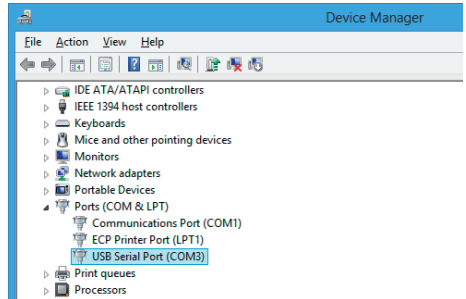 Device Manager
File Action View Help
IDE ATA/ATAPI controllers
IEEE 1394 host controllers
Keyboards
Mice and other pointing devices
Monitors
Network adapters
Portable Devices
Ports (COM & LPT)
Communications Port (COM1)
ECP Printer Port (LPT1)
USB Serial Port (COM3)
Print queues
Processors